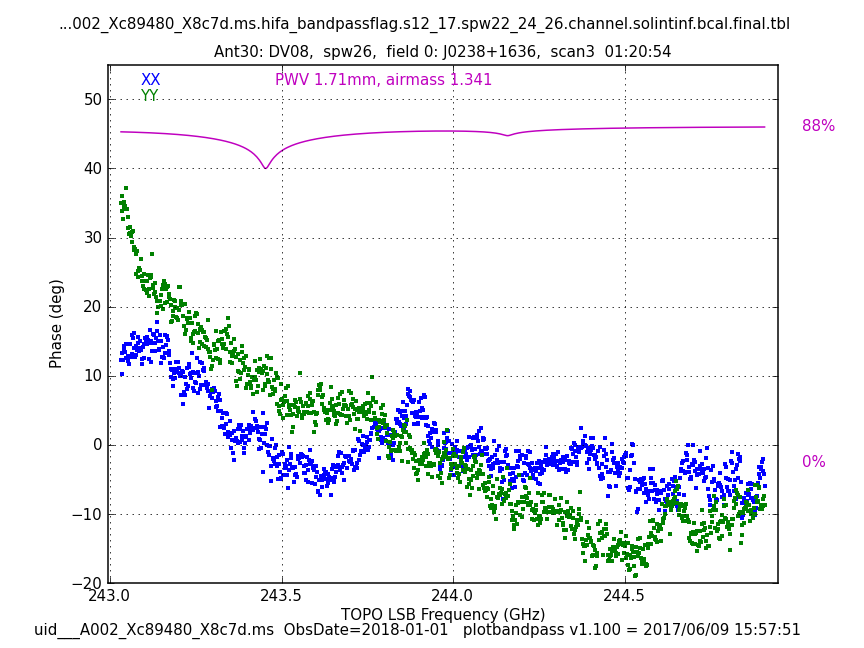 ...002_Xc89480_X8c7d.ms.hifa_bandpassflag.s12_17.spw22_24_26.channel.solintinf.bcal.final.tbl
Ant30: DV08, spw26, field 0: J0238+1636, scan3 01:20:54
XX
PWV 1.71mm, airmass 1.341
YY
50
88%
40
30
20
10
0
0%
−10
−20
Phase (deg)
243.0 243.5 244.0 244.5
TOPO LSB Frequency (GHz)
uid___A002_Xc89480_X8c7d.ms ObsDate=2018-01-01 plotbandpass v1.100 = 2017/06/09 15:57:51